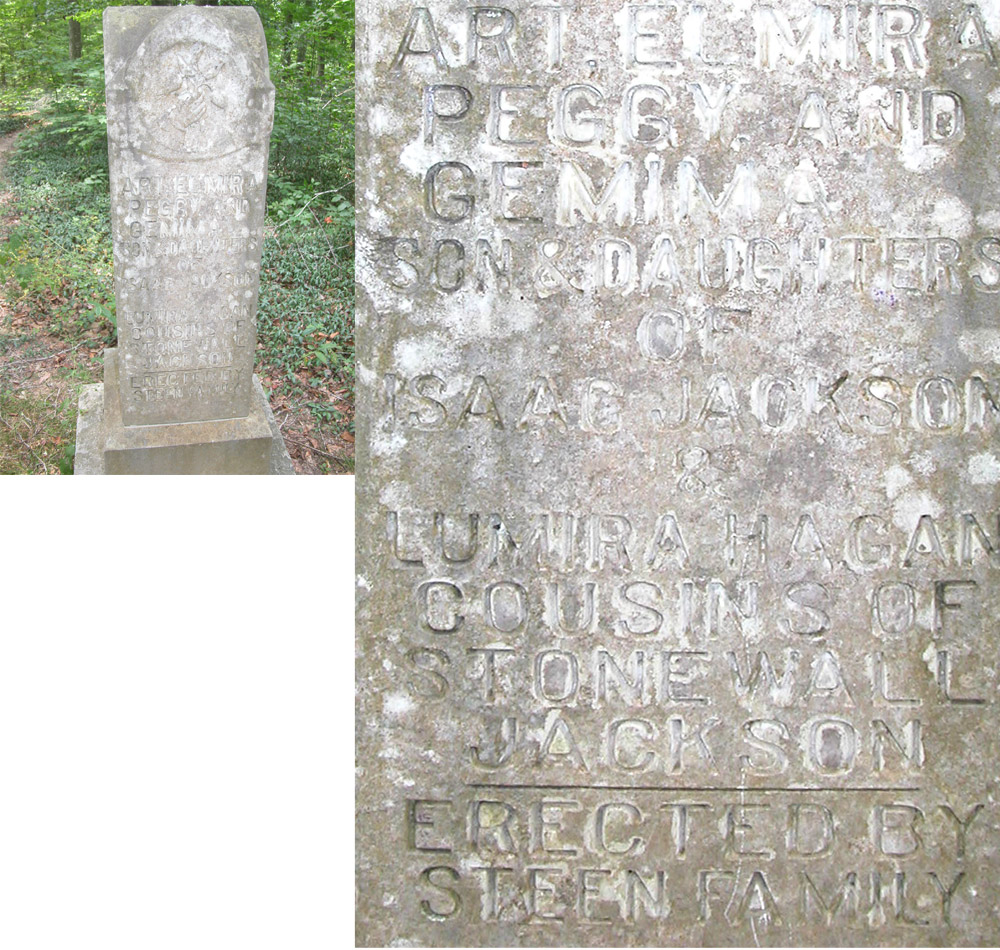 ART. ELMIRA
PEGGY. AND
GEMIMA
SON & DAUGHTERS
OF
ISAAC JACKSON
&
LUMIRA HAGAN
COUSINS OF
STONEWALL
JACKSON
ERECTED BY
STEEN FAMILY